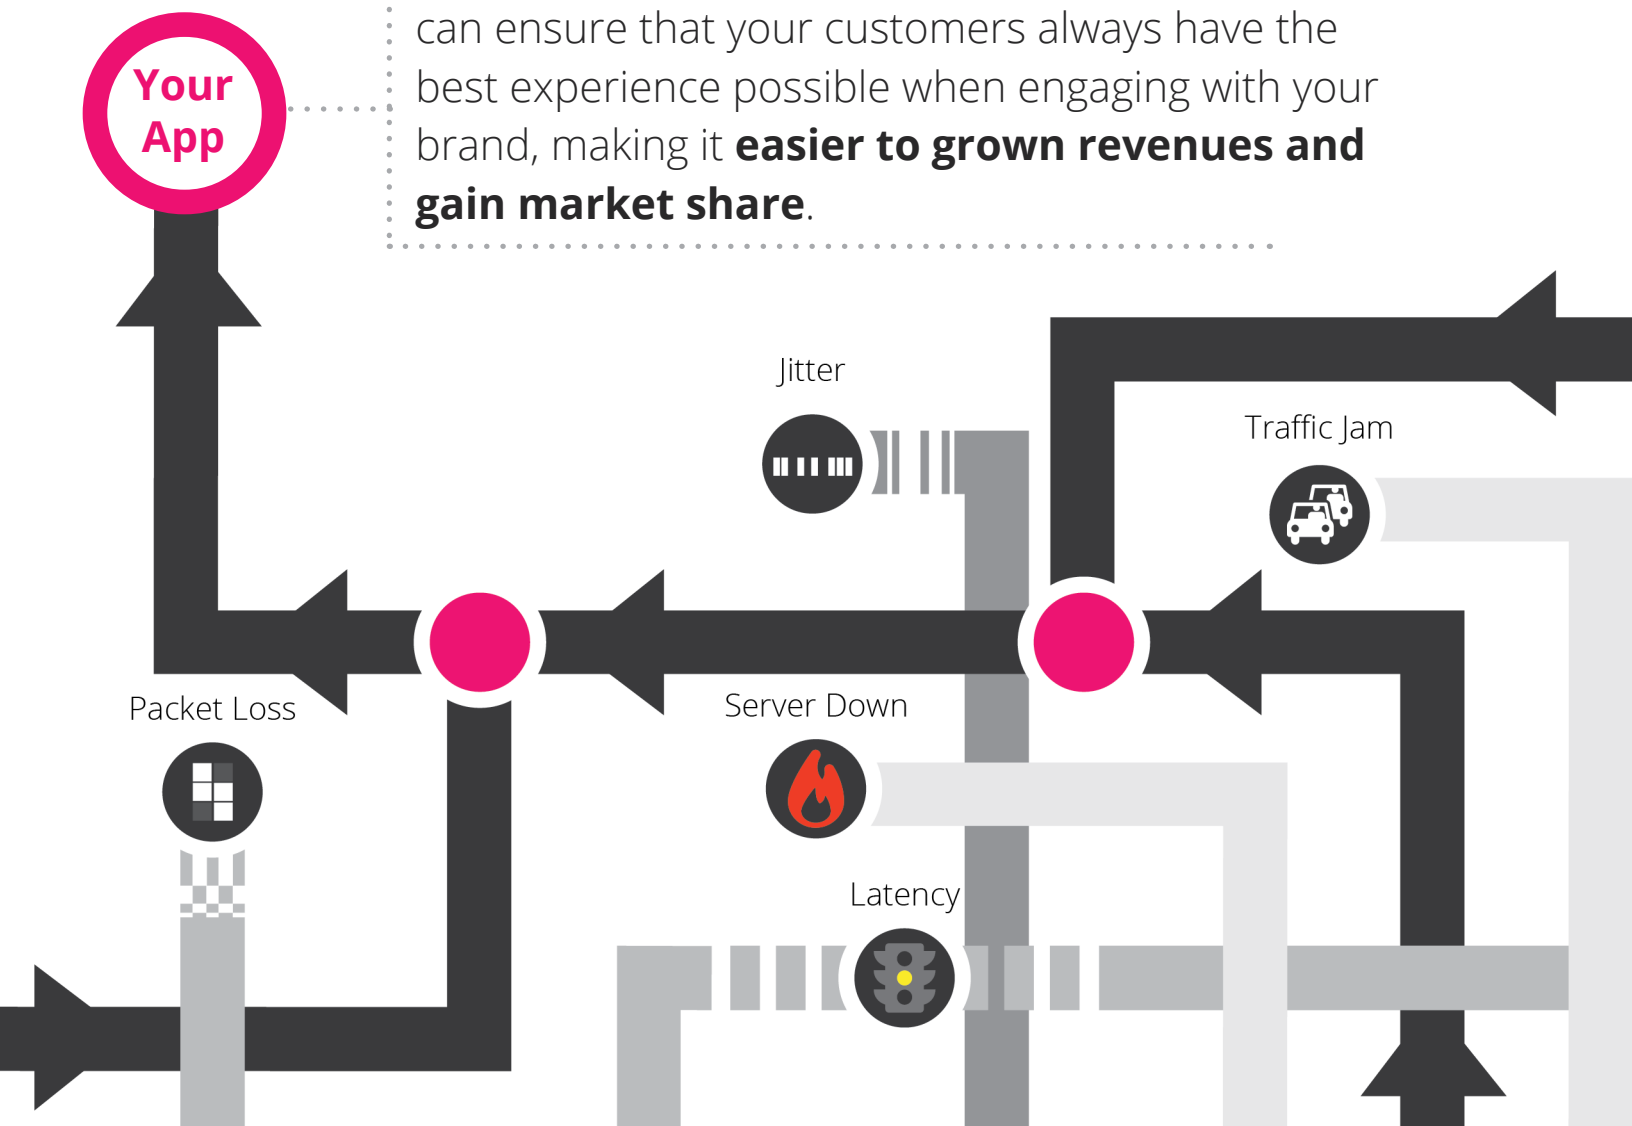 Your
App
can ensure that your customers always have the
best experience possible when engaging with your
brand, making it easier to grown revenues and
gain market share.
Jitter
Traffic Jam
Packet Loss
Server Down
Latency